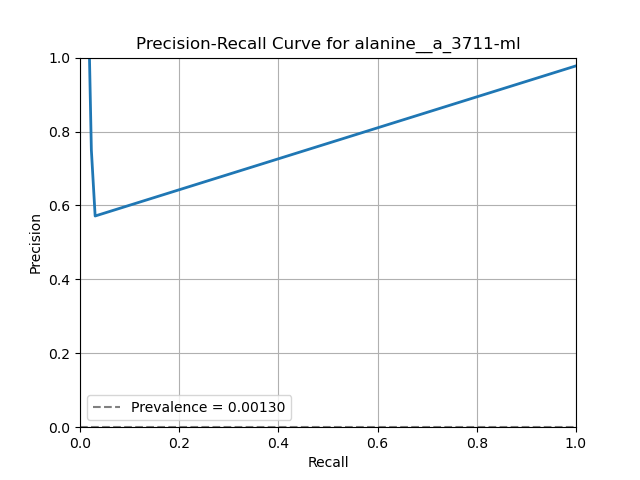 Precision-Recall Curve for alanine__a_3711-ml
1.0
0.8
0.6
0.4
0.2
0.0
Precision
Prevalence = 0.00130
0.0 0.2 0.4 0.6 0.8 1.0
Recall